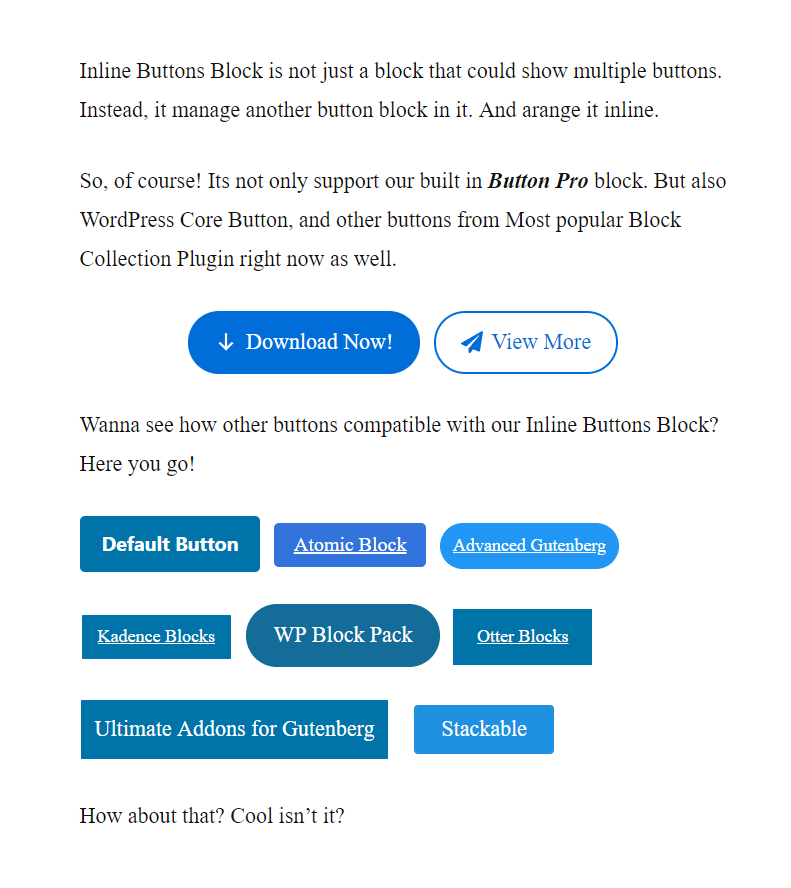 Inline Buttons Block is not just a block that could show multiple buttons.
Instead, it manage another button block in it. And arange it inline.
So, of course! Its not only support our built in Button Pro block. But also
WordPress Core Button, and other buttons from Most popular Block
Collection Plugin right now as well.
Download Now! View More
Wanna see how other buttons compatible with our Inline Buttons Block?
Here you go!
Default Button Atomic Block Advanced Gutenberg
Kadence Blocks WP Block Pack Otter Blocks
Ultimate Addons for Gutenberg Stackable
How about that? Cool isn’t it?